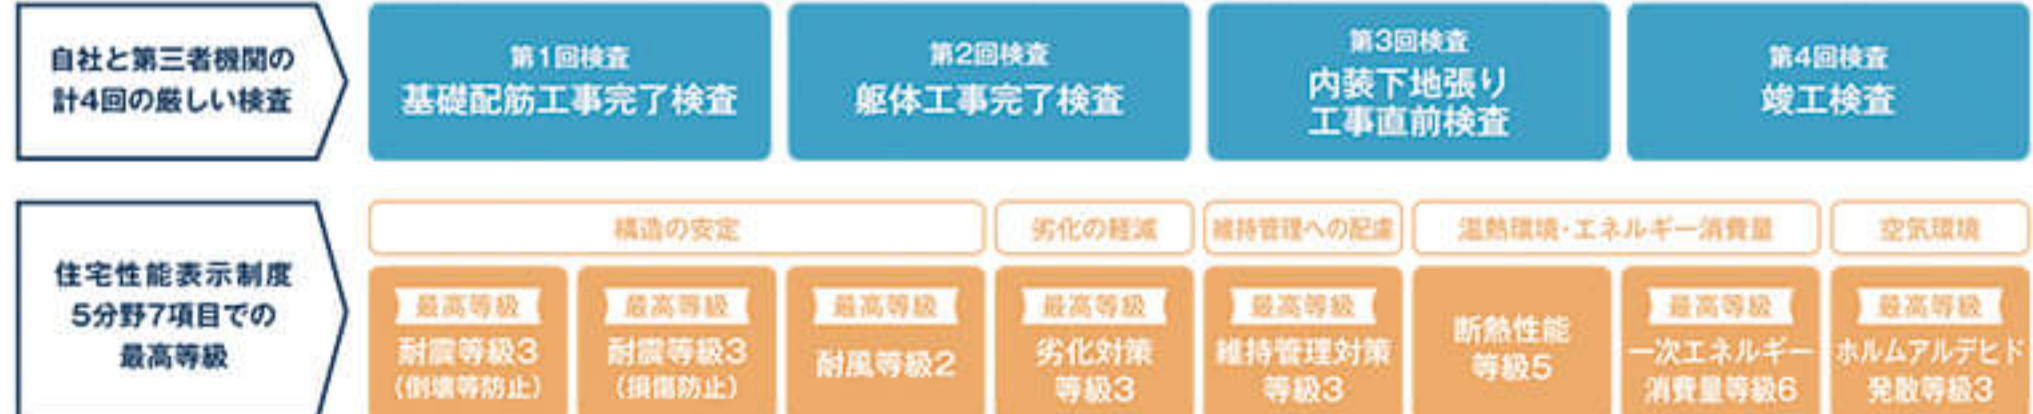 自社と第三者機関の
計4回の厳しい検査
第1回検査
基礎配筋工事完了検査
第2回検査
躯体工事完了検査
第3回検査
内装下地張り
工事直前検査
第4回検査
竣工検査
住宅性能表示制度
5分野7項目での
最高等級
構造の安定
劣化の軽減
維持管理への配慮
温熱環境・エネルギー消費量
空気環境
最高等級
耐震等級3
(倒壊等防止)
最高等級
耐震等級3
(損傷防止)
最高等級
耐風等級2
最高等級
劣化対策
等級3
最高等級
維持管理対策
等級3
断熱性能
等級5
最高等級
一次エネルギー
消費量等級6
最高等級
ホルムアルデヒド
発散等級3